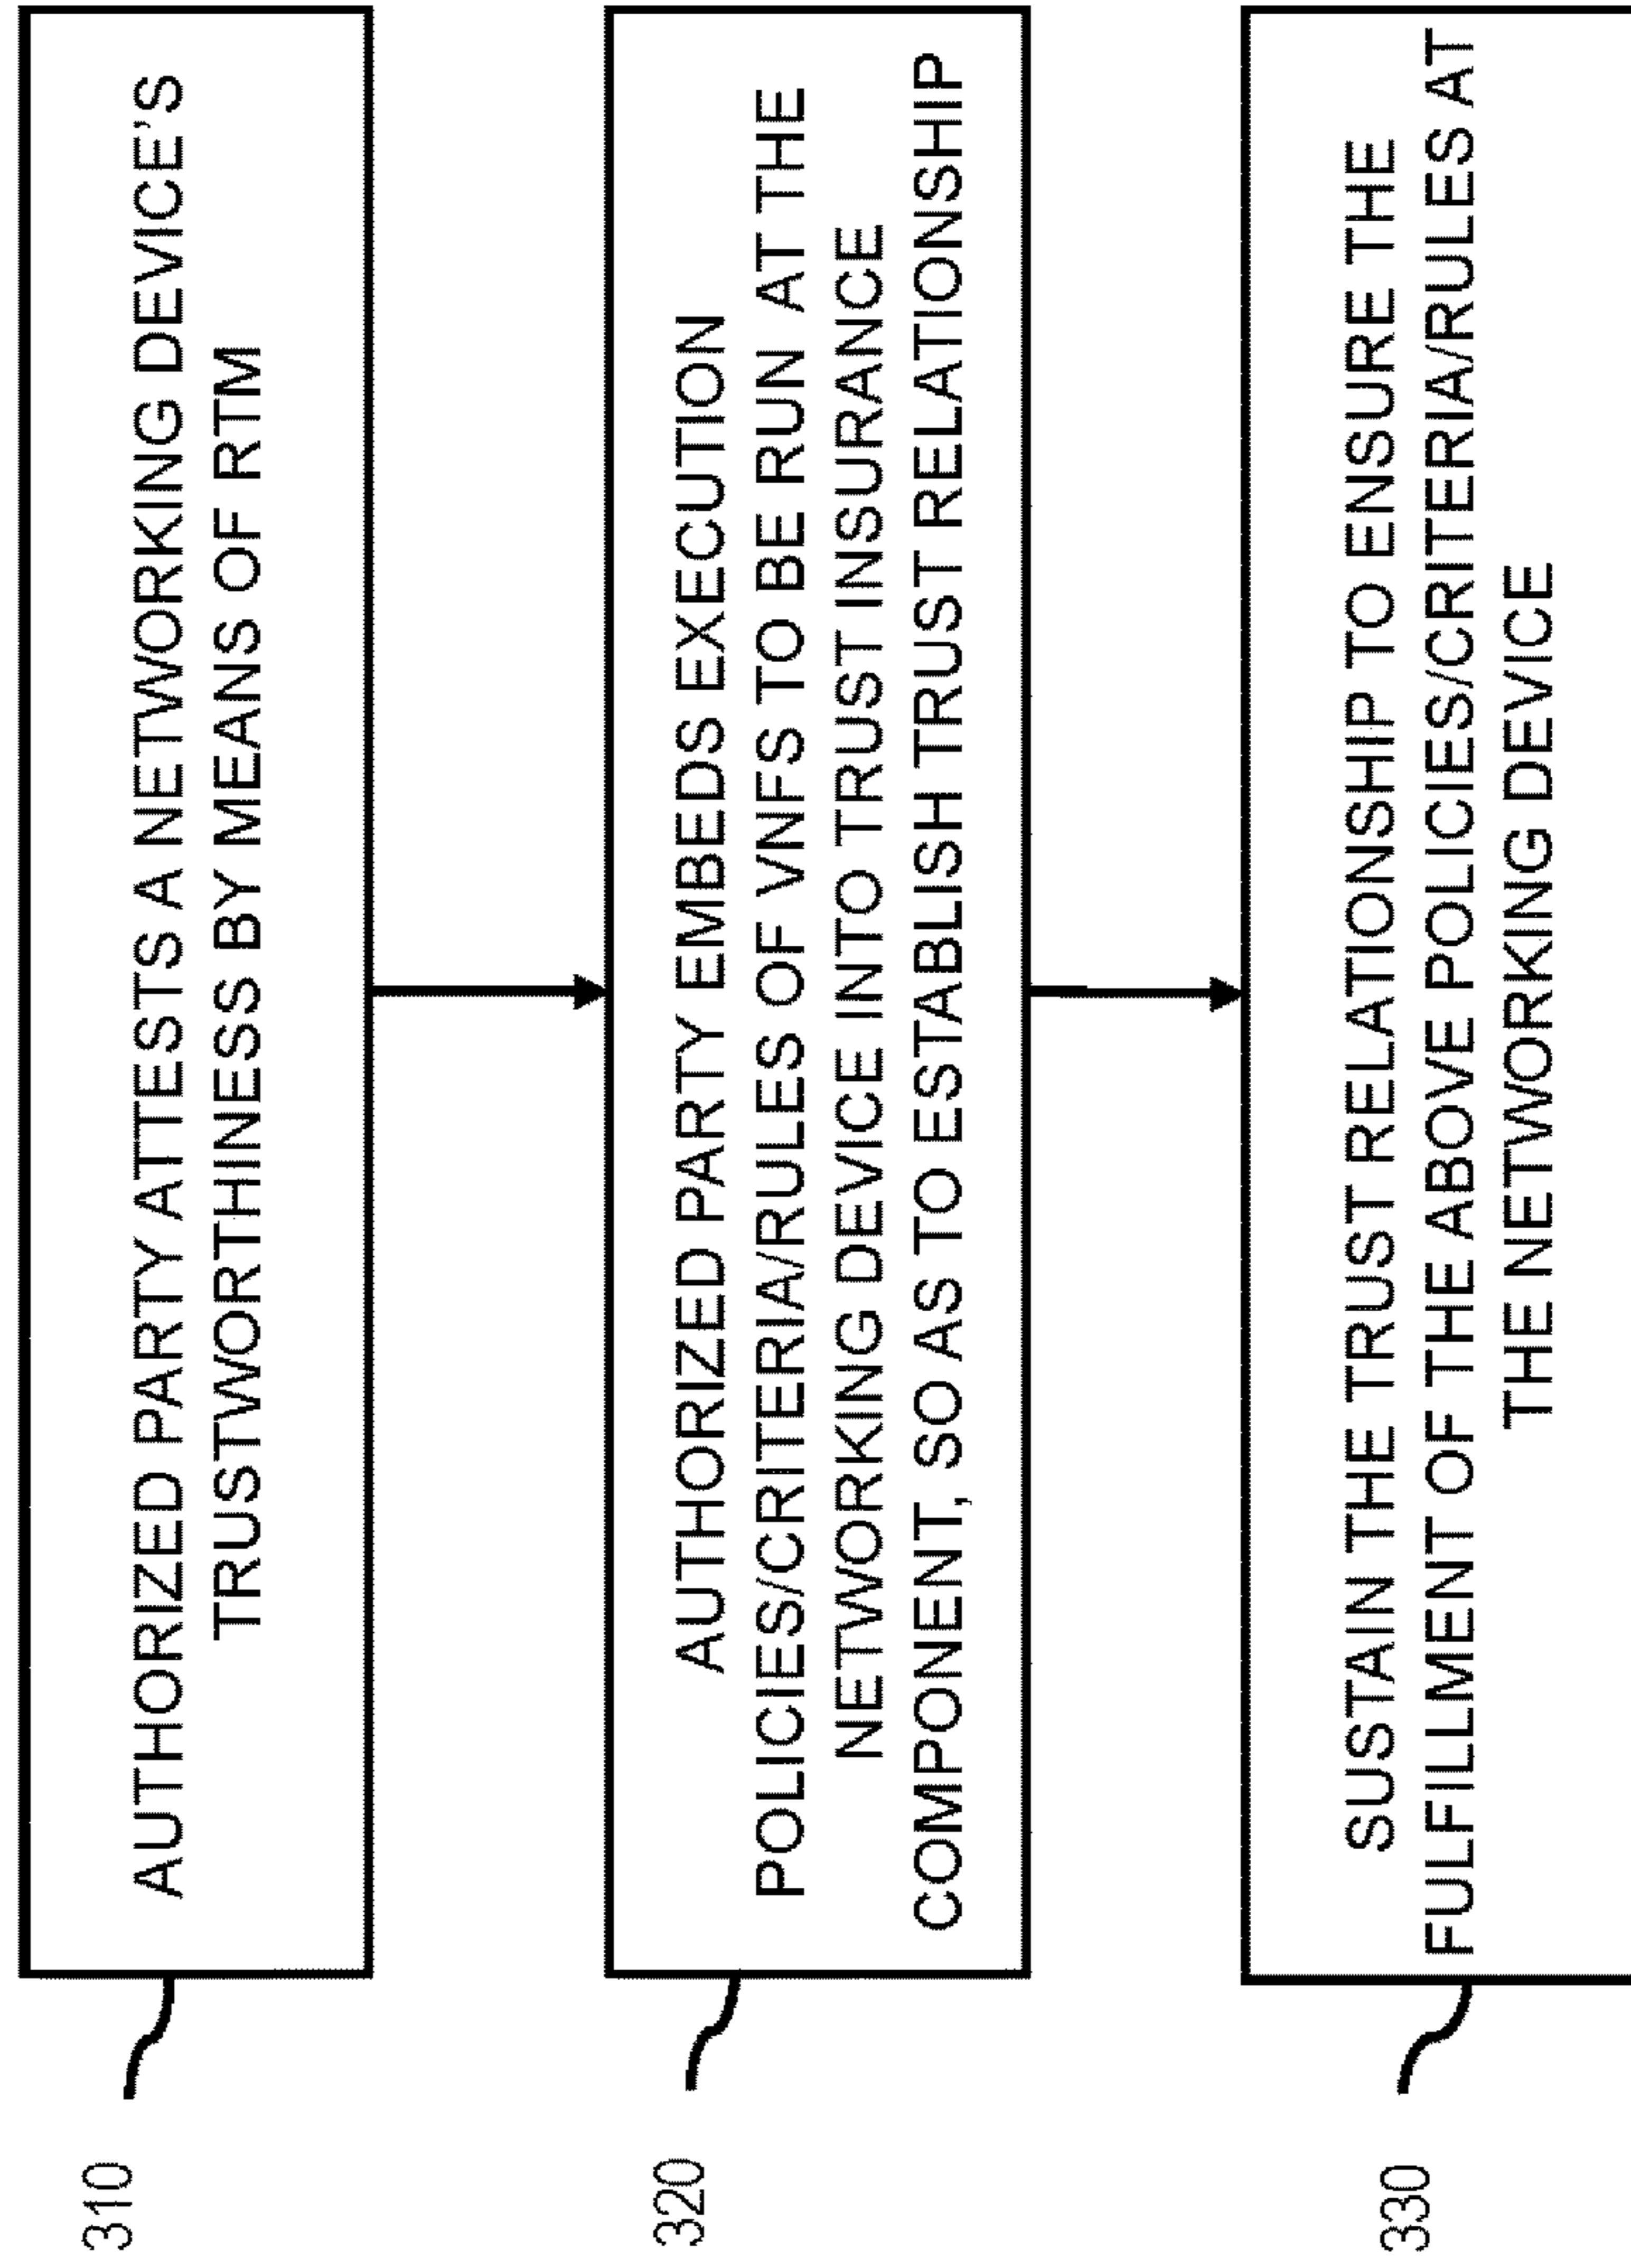 310
AUTHORIZED PARTY ATTESTS A NETWORKING DEVICE'S
TRUSTWORTHINESS BY MEANS OF RTM
320
AUTHORIZED PARTY EMBEDS EXECUTION
POLICIES/CRITERIA/RULES OF VNFS TO BE RUN AT THE
NETWORKING DEVICE INTO TRUST INSURANCE
COMPONENT, SO AS TO ESTABLISH TRUST RELATIONSHIP
330
SUSTAIN THE TRUST RELATIONSHIP TO ENSURE THE
FULFILLMENT OF THE ABOVE POLICIES/CRITERIA/RULES AT
THE NETWORKING DEVICE